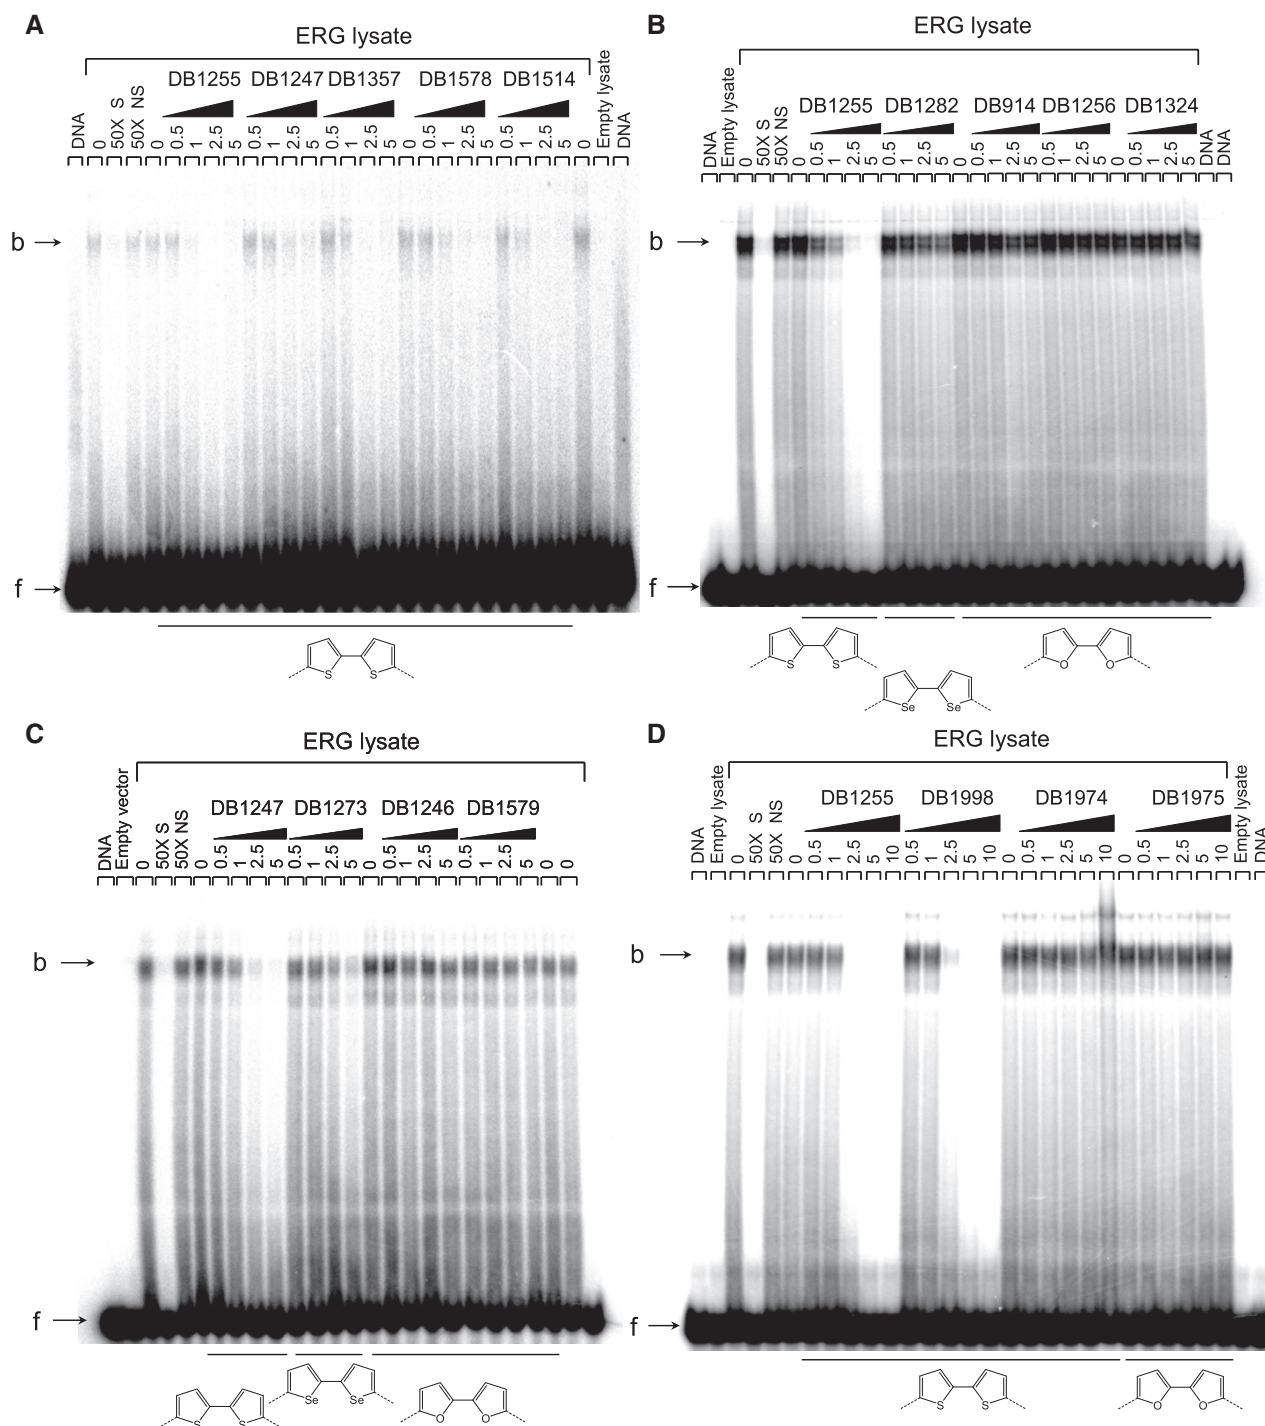 A
ERG lysate
DB1255 DB1247 DB1357 DB1578 DB1514
DNA 0 50X S 50X NS 0 0.5 1 2.5 5 0.5 1 2.5 5 0.5 1 2.5 5 0 0.5 1 2.5 5 0.5 1 2.5 5 0 Empty lysate DNA
b
f
S S
B
ERG lysate
DB1255 DB1282 DB914 DB1256 DB1324
DNA Empty lysate 0 50X S 50X NS 0 0.5 1 2.5 5 0.5 1 2.5 5 0 0.5 1 2.5 5 0.5 1 2.5 5 0 0.5 1 2.5 5 DNA DNA
b
f
S S
O O
Se Se
C
ERG lysate
DB1247 DB1273 DB1246 DB1579
DNA Empty vector 0 50X S 50X NS 0 0.5 1 2.5 5 0.5 1 2.5 5 0 0.5 1 2.5 5 0.5 1 2.5 5 0 0
b
f
Se Se
S S
O O
D
ERG lysate
DB1255 DB1998 DB1974 DB1975
DNA Empty lysate 0 50X S 50X NS 0 0.5 1 2.5 5 10 0.5 1 2.5 5 10 0 0.5 1 2.5 5 10 0 0.5 1 2.5 5 10 Empty lysate DNA
b
f
S S
O O